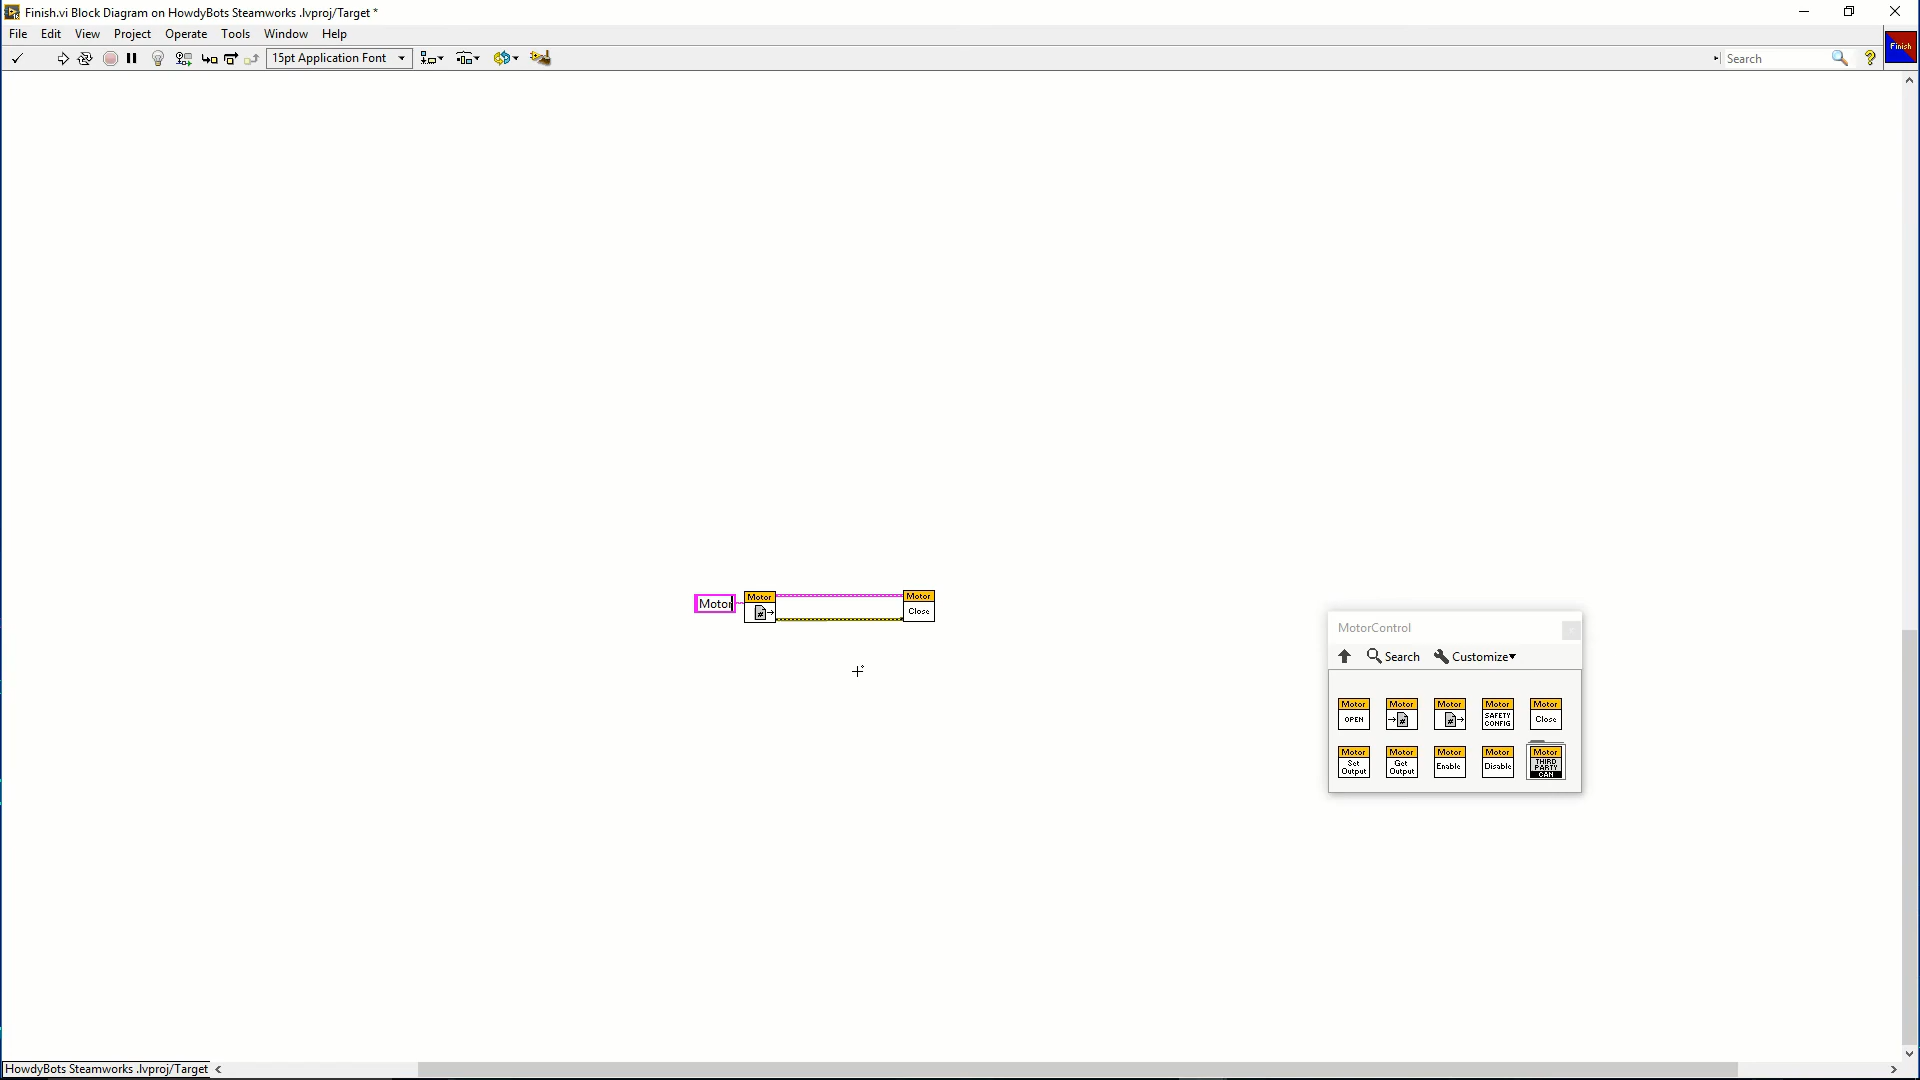 Finish.vi Block Diagram on HowdyBots Steamworks .lvproj/Target *
File Edit View Project Operate Tools Window Help
15pt Application Font
Search
Finish
Motor
Motor
Motor
Close
MotorControl
Search Customize
Motor Motor Motor Motor Motor
OPEN
SAFETY
CONFIG
Close
Motor Motor Motor Motor Motor
Set
Output
Get
Output
Enable
Disable
THIRD
PARTY
CAN
HowdyBots Steamworks .lvproj/Target